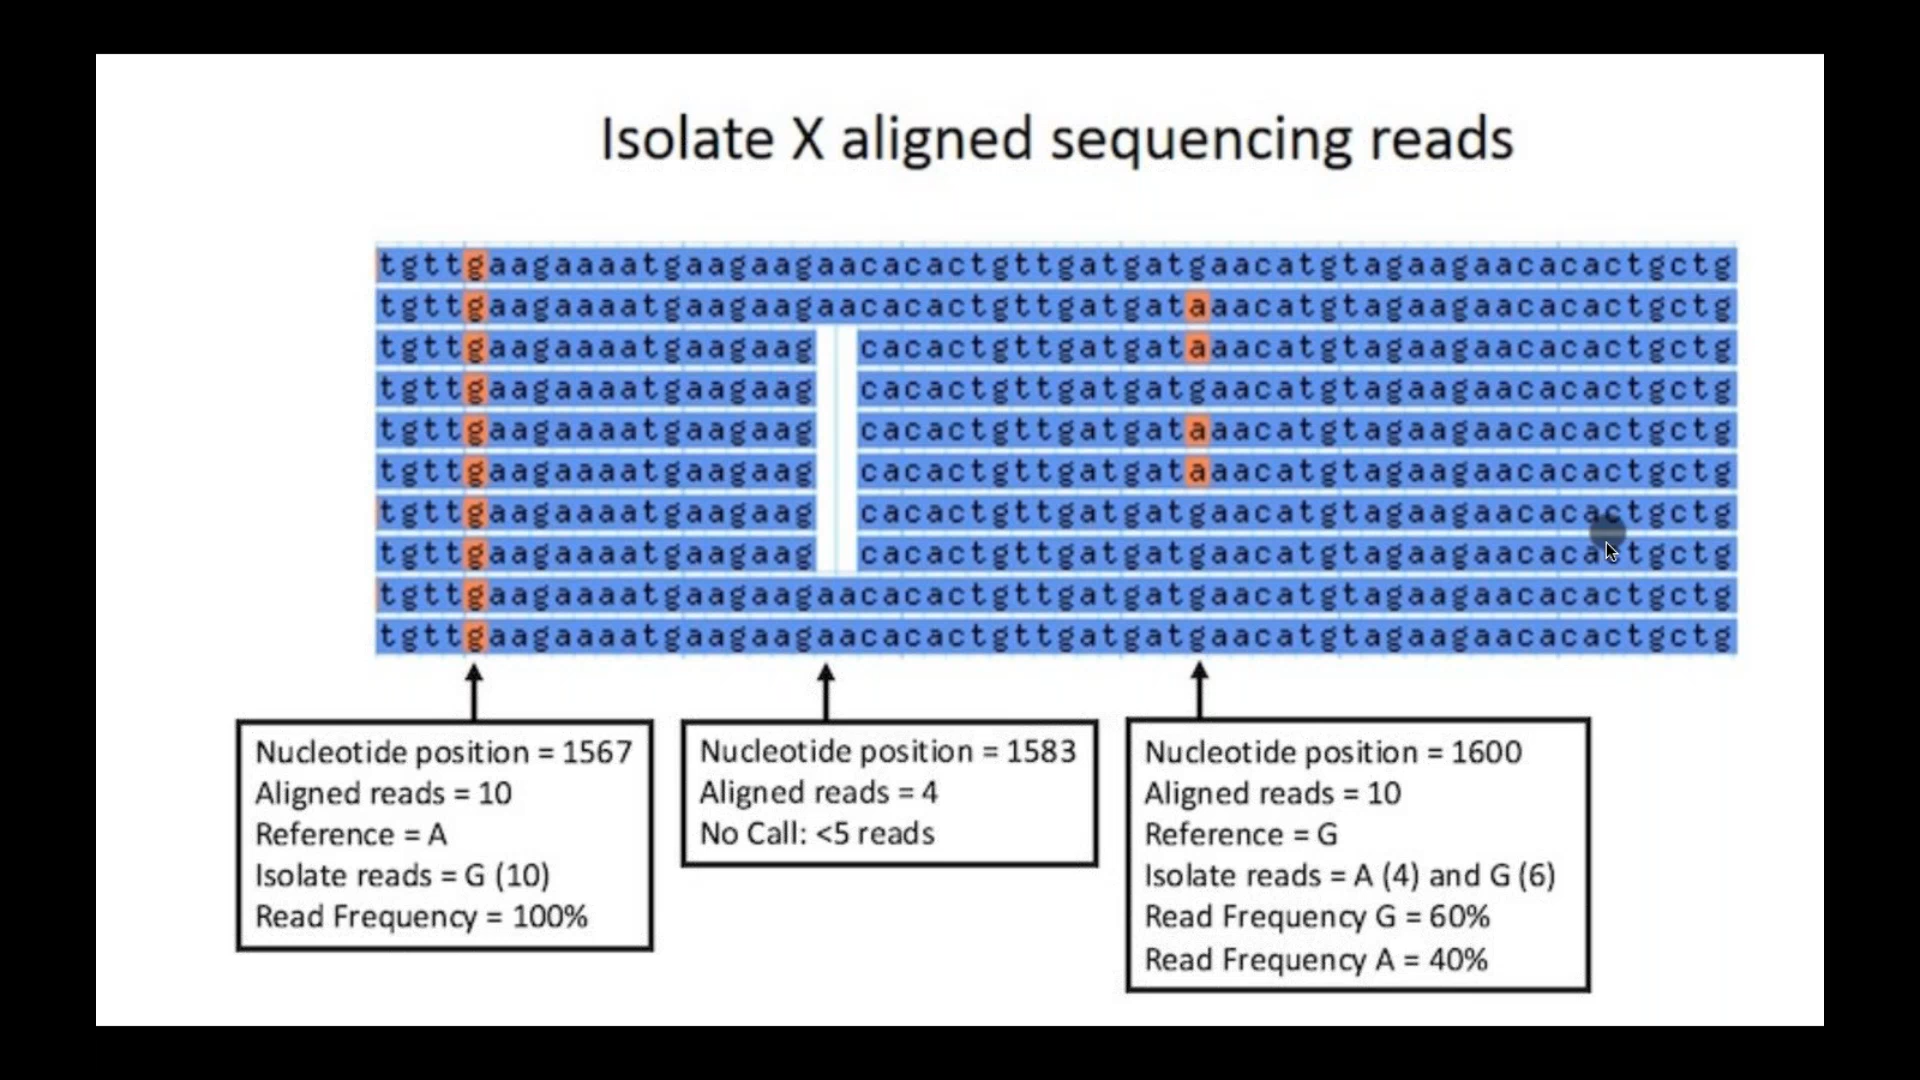 Isolate X aligned sequencing reads
tgttgaagaaaatgaagaagaacacactgttgatgatgaacatgtagaagaacacactgctg
tgttgaagaaaatgaagaagaacacactgttgatgataaacatgtagaagaacacactgctg
tgttgaagaaaatgaagaag cacactgttgatgataaacatgtagaagaacacactgctg
tgttgaagaaaatgaagaag cacactgttgatgatgaacatgtagaagaacacactgctg
tgttgaagaaaatgaagaag cacactgttgatgataaacatgtagaagaacacactgctg
tgttgaagaaaatgaagaag cacactgttgatgataaacatgtagaagaacacactgctg
tgttgaagaaaatgaagaag cacactgttgatgatgaacatgtagaagaacacactgctg
tgttgaagaaaatgaagaag cacactgttgatgatgaacatgtagaagaacacactgctg
tgttgaagaaaatgaagaagaacacactgttgatgatgaacatgtagaagaacacactgctg
tgttgaagaaaatgaagaagaacacactgttgatgatgaacatgtagaagaacacactgctg
Nucleotide position = 1567
Aligned reads = 10
Reference = A
Isolate reads = G (10)
Read Frequency = 100%
Nucleotide position = 1583
Aligned reads = 4
No Call: <5 reads
Nucleotide position = 1600
Aligned reads = 10
Reference = G
Isolate reads = A (4) and G (6)
Read Frequency G = 60%
Read Frequency A = 40%